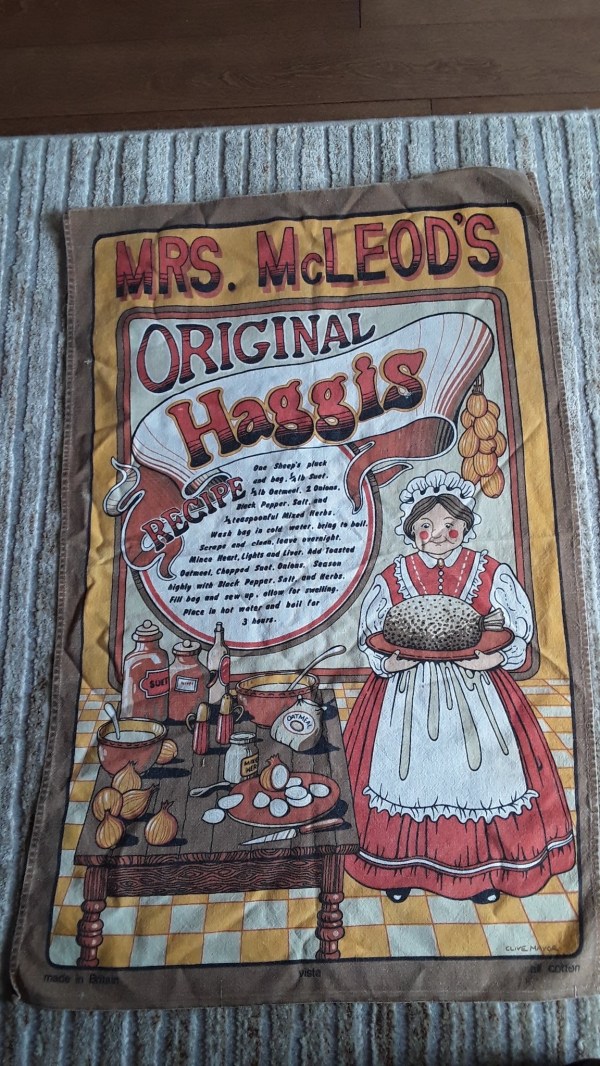 MRS. McLEOD'S
ORIGINAL
Haggis
RECIPE
One Sheep's pluck
and bag, ½lb Suet,
½lb Oatmeal, 2 Onions,
Black Pepper, Salt, and
½teaspoonful Mixed Herbs.
Wash bag in cold water, bring to boil.
Scrape and clean, leave overnight.
Mince Heart, Lights and Liver. Add Toasted
Oatmeal, Chopped Suet, Onions. Season
highly with Black Pepper, Salt, and Herbs.
Fill bag and sew up, allow for swelling.
Place in hot water and boil for
3 hours.
SUET
OATMEAL
CLIVE MAYOR
made in Britain
vista
all cotton